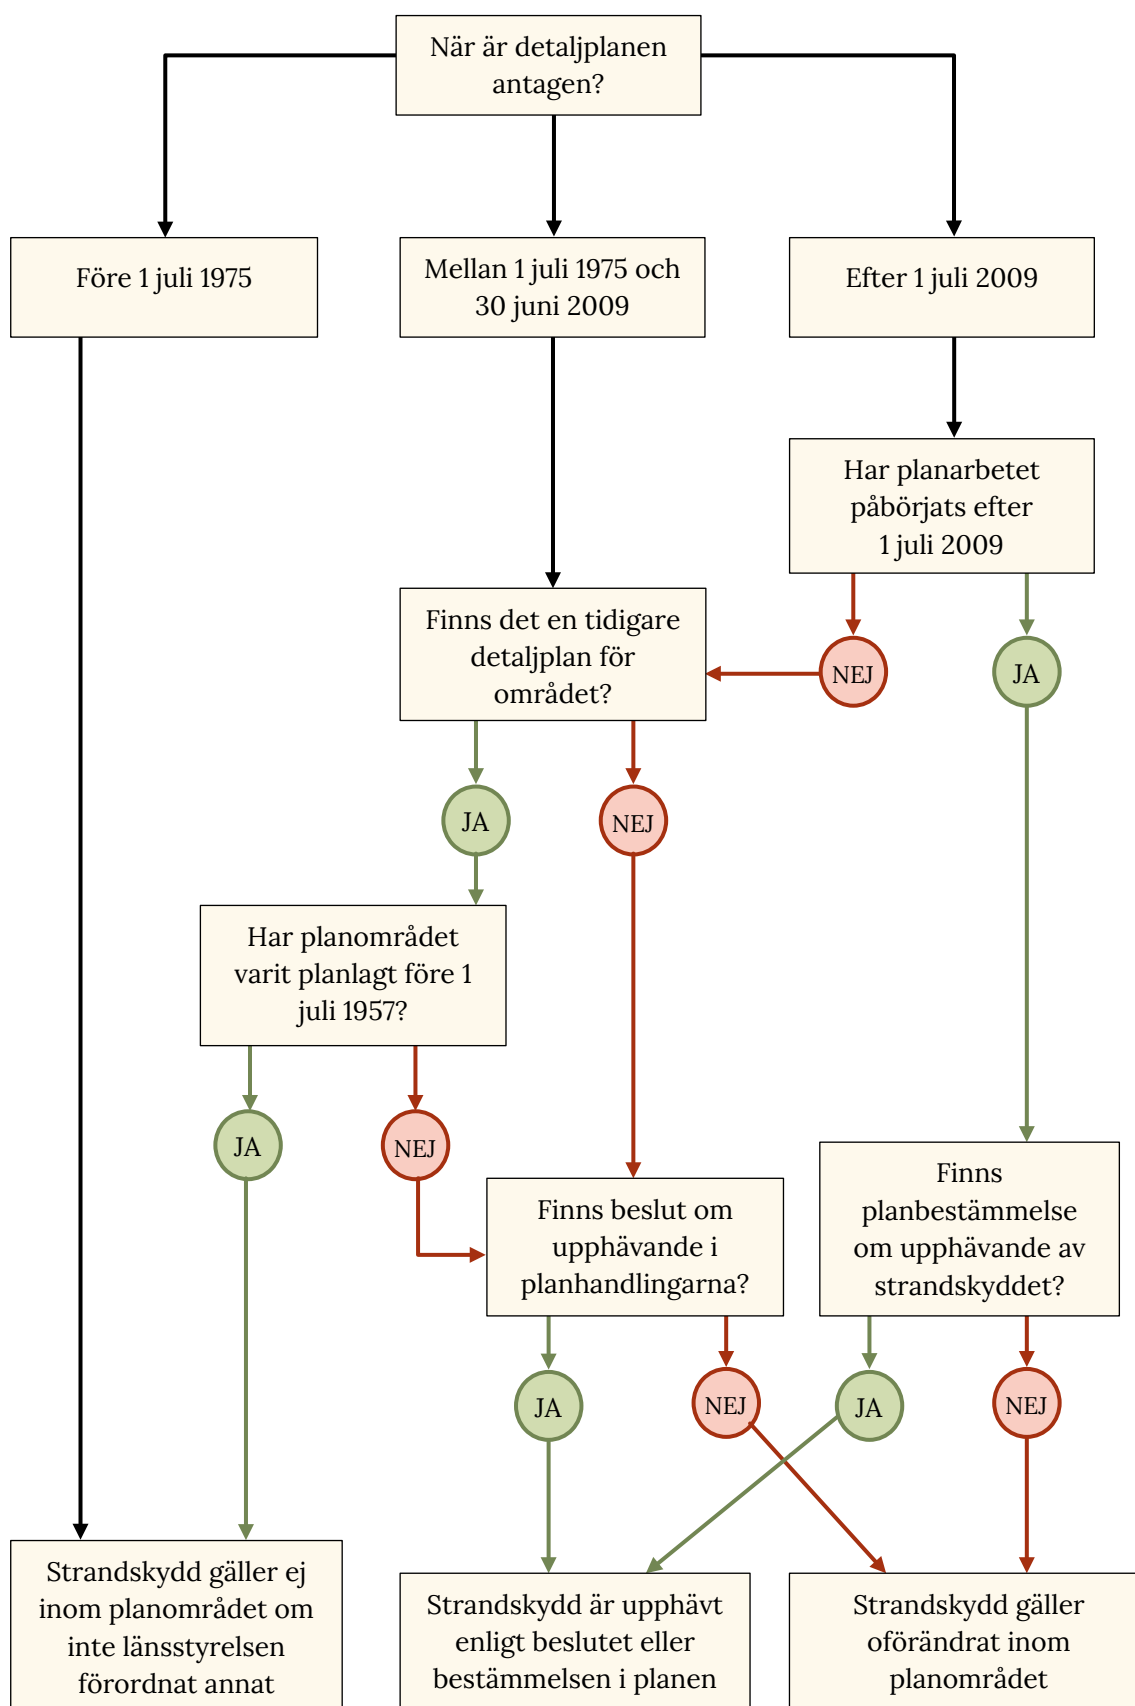 När är detaljplanen
antagen?
Före 1 juli 1975
Mellan 1 juli 1975 och
30 juni 2009
Efter 1 juli 2009
Har planarbetet
påbörjats efter
1 juli 2009
Finns det en tidigare
detaljplan för
området?
NEJ
JA
JA
NEJ
Har planområdet
varit planlagt före 1
juli 1957?
JA
NEJ
Finns beslut om
upphävande i
planhandlingarna?
Finns
planbestämmelse
om upphävande av
strandskyddet?
JA
NEJ
JA
NEJ
Strandskydd gäller ej
inom planområdet om
inte länsstyrelsen
förordnat annat
Strandskydd är upphävt
enligt beslutet eller
bestämmelsen i planen
Strandskydd gäller
oförändrat inom
planområdet